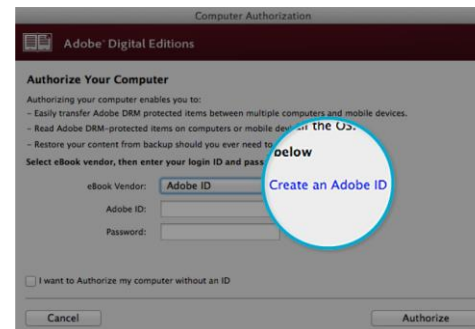 Computer Authorization
Adobe® Digital Editions
Authorize Your Computer
Authorizing your computer enables you to:
– Easily transfer Adobe DRM protected items between multiple computers and mobile devices.
– Read Adobe DRM-protected items on computers or mobile
– Restore your content from backup should you ever need to
the OS.
Select eBook vendor, then enter your login ID and
below
eBook Vendor: Adobe ID
Create an Adobe ID
Adobe ID:
Password:
I want to Authorize my computer without an ID
Cancel
Authorize